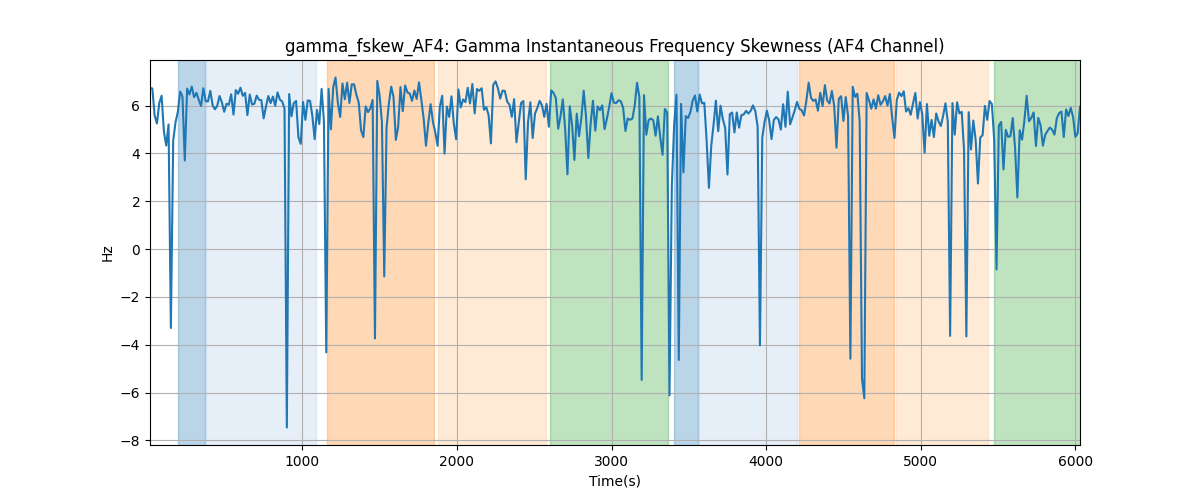 gamma_fskew_AF4: Gamma Instantaneous Frequency Skewness (AF4 Channel)
Hz
6
4
2
0
−2
−4
−6
−8
1000 2000 3000 4000 5000 6000
Time(s)